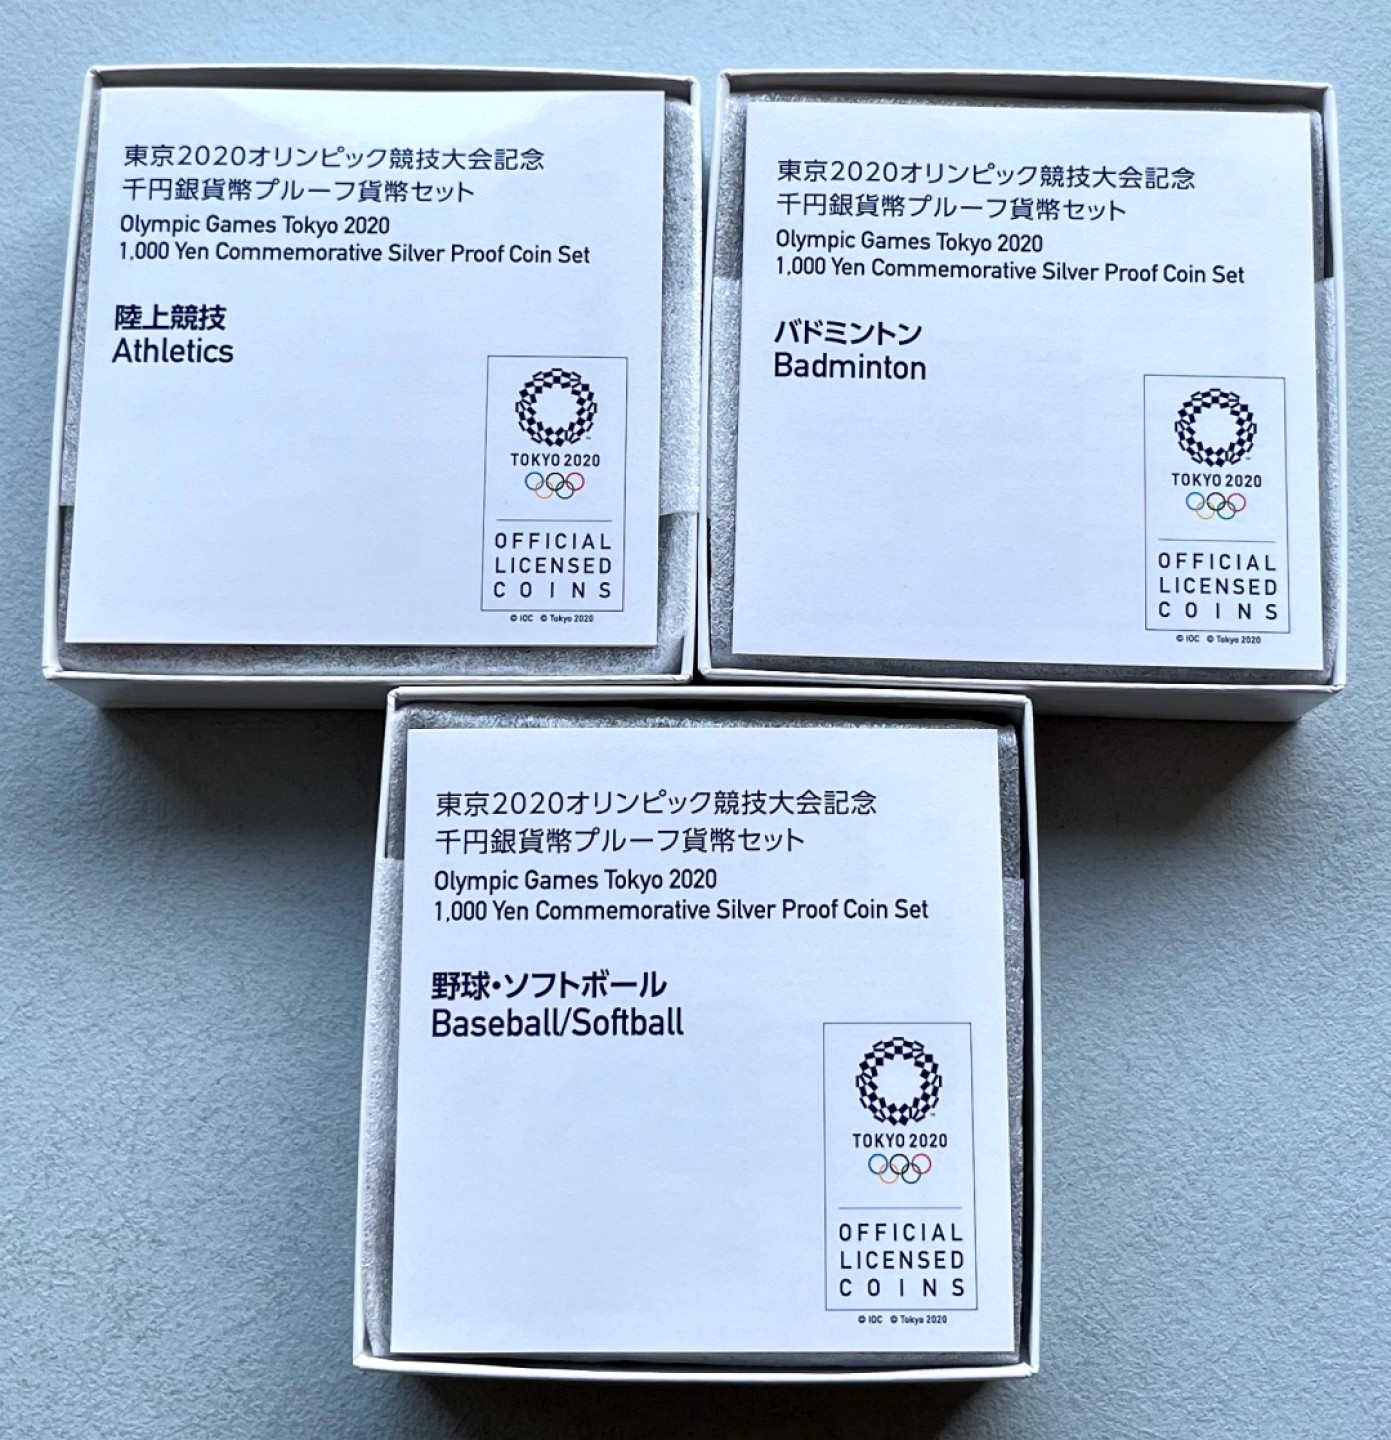 東京2020オリンピック競技大会記念
千円銀貨幣プルーフ貨幣セット
Olympic Games Tokyo 2020
1,000 Yen Commemorative Silver Proof Coin Set
陸上競技
Athletics
TOKYO 2020
OFFICIAL
LICENSED
COINS
© IOC © Tokyo 2020
東京2020オリンピック競技大会記念
千円銀貨幣プルーフ貨幣セット
Olympic Games Tokyo 2020
1,000 Yen Commemorative Silver Proof Coin Set
バドミントン
Badminton
TOKYO 2020
OFFICIAL
LICENSED
COINS
© IOC © Tokyo 2020
東京2020オリンピック競技大会記念
千円銀貨幣プルーフ貨幣セット
Olympic Games Tokyo 2020
1,000 Yen Commemorative Silver Proof Coin Set
野球・ソフトボール
Baseball/Softball
TOKYO 2020
OFFICIAL
LICENSED
COINS
© IOC © Tokyo 2020